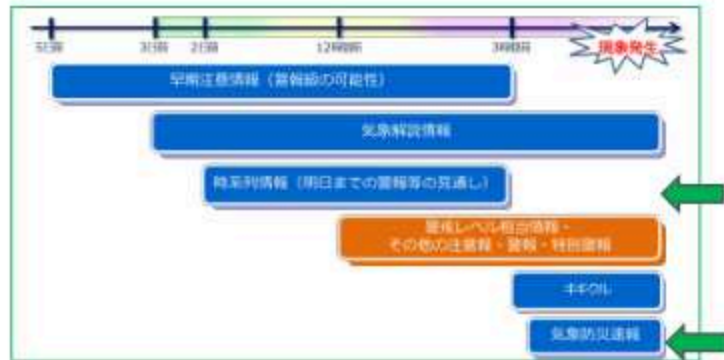 5日前 3日前 2日前 12時間前 3時間前 現象発生
早期注意情報（警報級の可能性）
気象解説情報
時系列情報（明日までの警報等の見通し）
警戒レベル相当情報・
その他の注意報・警報・特別警報
キキクル
気象防災速報